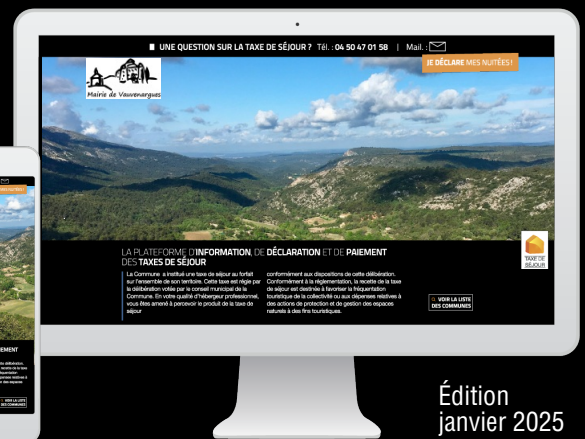 UNE QUESTION SUR LA TAXE DE SÉJOUR ? Tél. : 04 50 47 01 58 | Mail. :
JE DÉCLARE MES NUITÉES !
Mairie de Vauvenargues
LA PLATEFORME D'INFORMATION, DE DÉCLARATION ET DE PAIEMENT
DES TAXES DE SÉJOUR
La Commune a institué une taxe de séjour au forfait
sur l'ensemble de son territoire. Cette taxe est régie par
la délibération votée par le conseil municipal de la
Commune. En votre qualité d'hébergeur professionnel,
vous êtes amené à percevoir le produit de la taxe de
séjour
conformément aux dispositions de cette délibération.
Conformément à la réglementation, la recette de la taxe
de séjour est destinée à favoriser la fréquentation
touristique de la collectivité ou aux dépenses relatives à
des actions de protection et de gestion des espaces
naturels à des fins touristiques.
TAXE DE
SÉJOUR
VOIR LA LISTE
DES COMMUNES
EMENT
VOIR LA LISTE
DES COMMUNES
Édition
janvier 2025